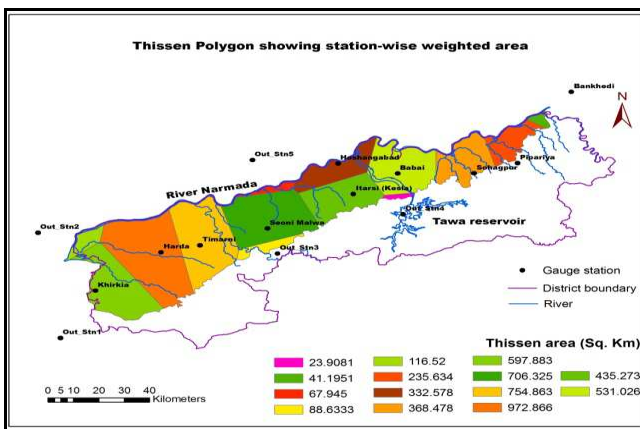 Thissen Polygon showing station-wise weighted area
Bankhedi
N
Out_Stn5
Hoshangabad
Babai
Sohagpur
Pipariya
River Narmada
Itarsi (Kesla)
Out_Stn4
Tawa reservoir
Out_Stn2
Seoni Malwa
Timarni
Harda
Out_Stn3
Khirkia
Out_Stn1
Gauge station
District boundary
River
Thissen area (Sq. Km)
23.9081 116.52 597.883
41.1951 235.634 706.325 435.273
67.945 332.578 754.863 531.026
88.6333 368.478 972.866
0 5 10 20 30 40
Kilometers